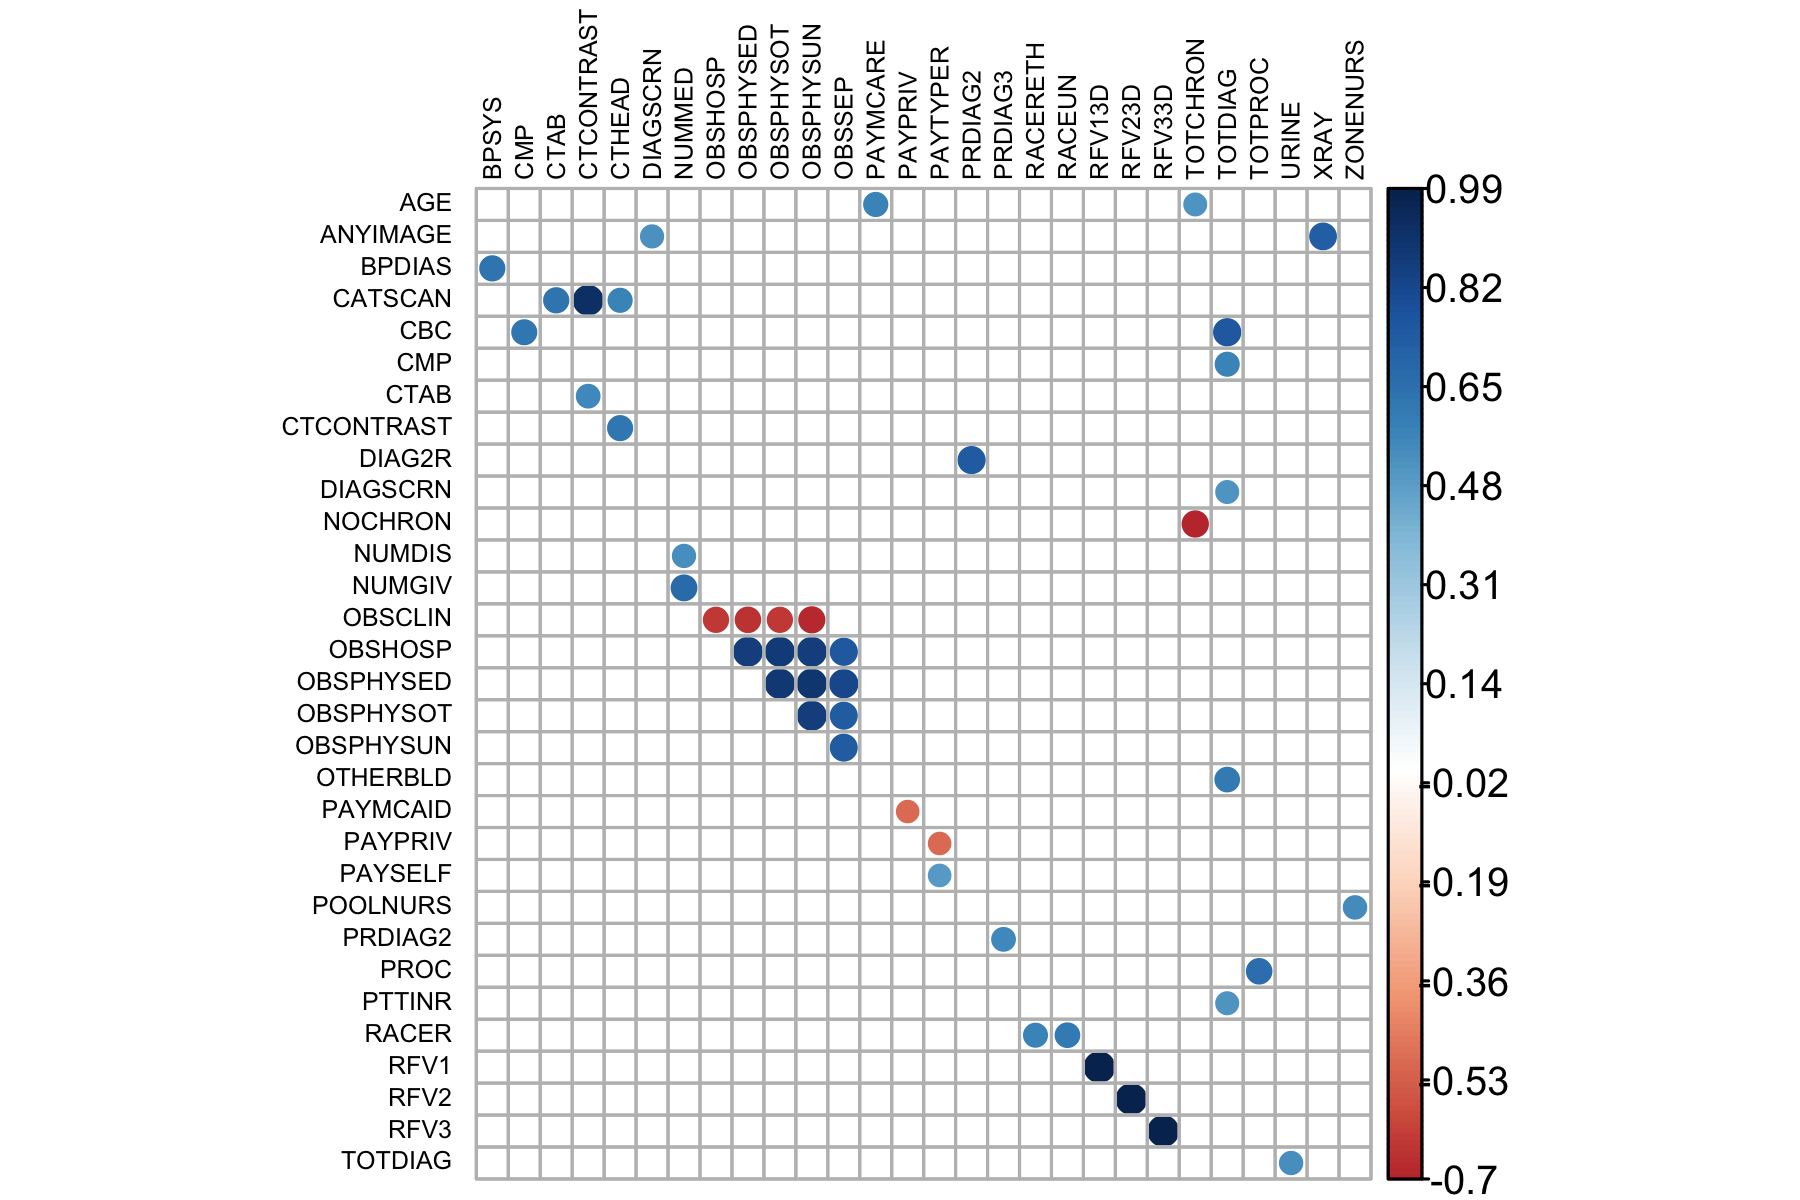 BPSYS
CMP
CTAB
CTCONTRAST
CTHEAD
DIAGSCRN
NUMMED
OBSHOSP
OBSPHYSED
OBSPHYSOT
OBSPHYSUN
OBSSEP
PAYMCARE
PAYPRIV
PAYTYPER
PRDIAG2
PRDIAG3
RACERETH
RACEUN
RFV13D
RFV23D
RFV33D
TOTCHRON
TOTDIAG
TOTPROC
URINE
XRAY
ZONENURS
AGE
ANYIMAGE
BPDIAS
CATSCAN
CBC
CMP
CTAB
CTCONTRAST
DIAG2R
DIAGSCRN
NOCHRON
NUMDIS
NUMGIV
OBSCLIN
OBSHOSP
OBSPHYSED
OBSPHYSOT
OBSPHYSUN
OTHERBLD
PAYMCAID
PAYPRIV
PAYSELF
POOLNURS
PRDIAG2
PROC
PTTINR
RACER
RFV1
RFV2
RFV3
TOTDIAG
0.99
0.82
0.65
0.48
0.31
0.14
-0.02
-0.19
-0.36
-0.53
-0.7